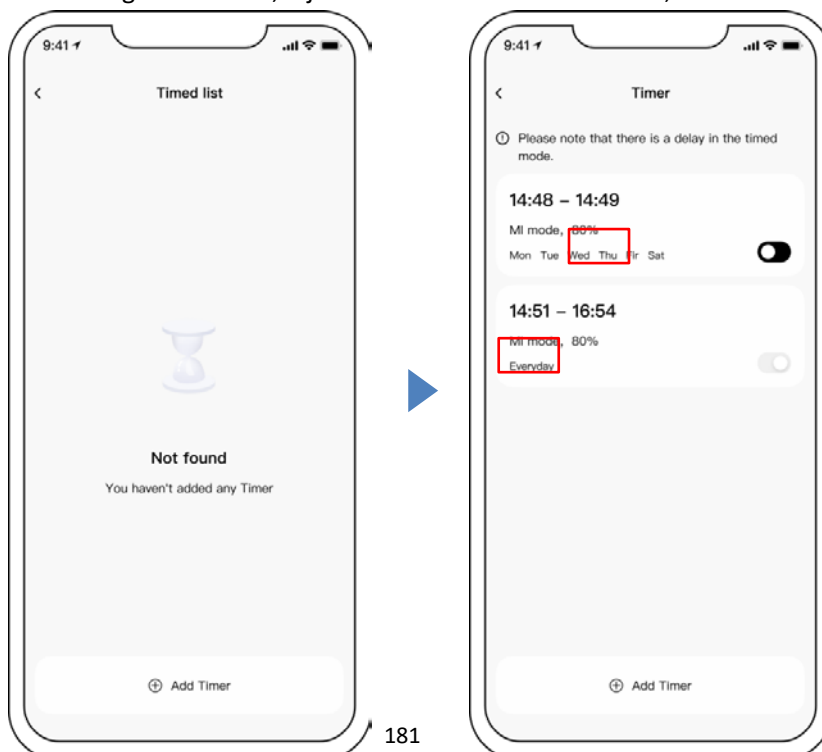 9:41
Timed list
Not found
You haven't added any Timer
Add Timer
181
9:41
Timer
Please note that there is a delay in the timed
mode.
14:48 – 14:49
MI mode, 80%
Mon Tue Wed Thu Fir Sat
14:51 – 16:54
MI mode, 80%
Everyday
Add Timer